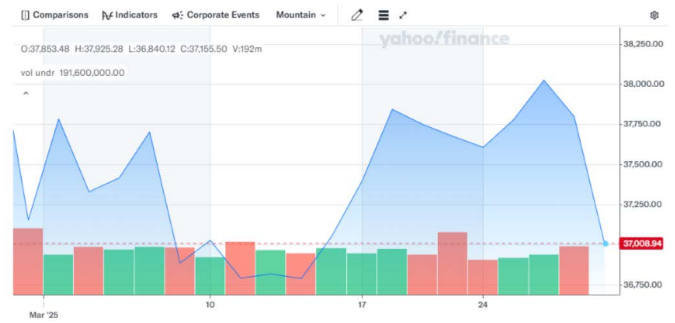 Comparisons Indicators Corporate Events Mountain
yahoo!finance
O:37,853.48 H:37,925.28 L:36,840.12 C:37,155.50 V:192m
vol undr 191,600,000.00
38,250.00
38,000.00
37,750.00
37,500.00
37,250.00
37,008.94
36,750.00
10 17 24
Mar '25